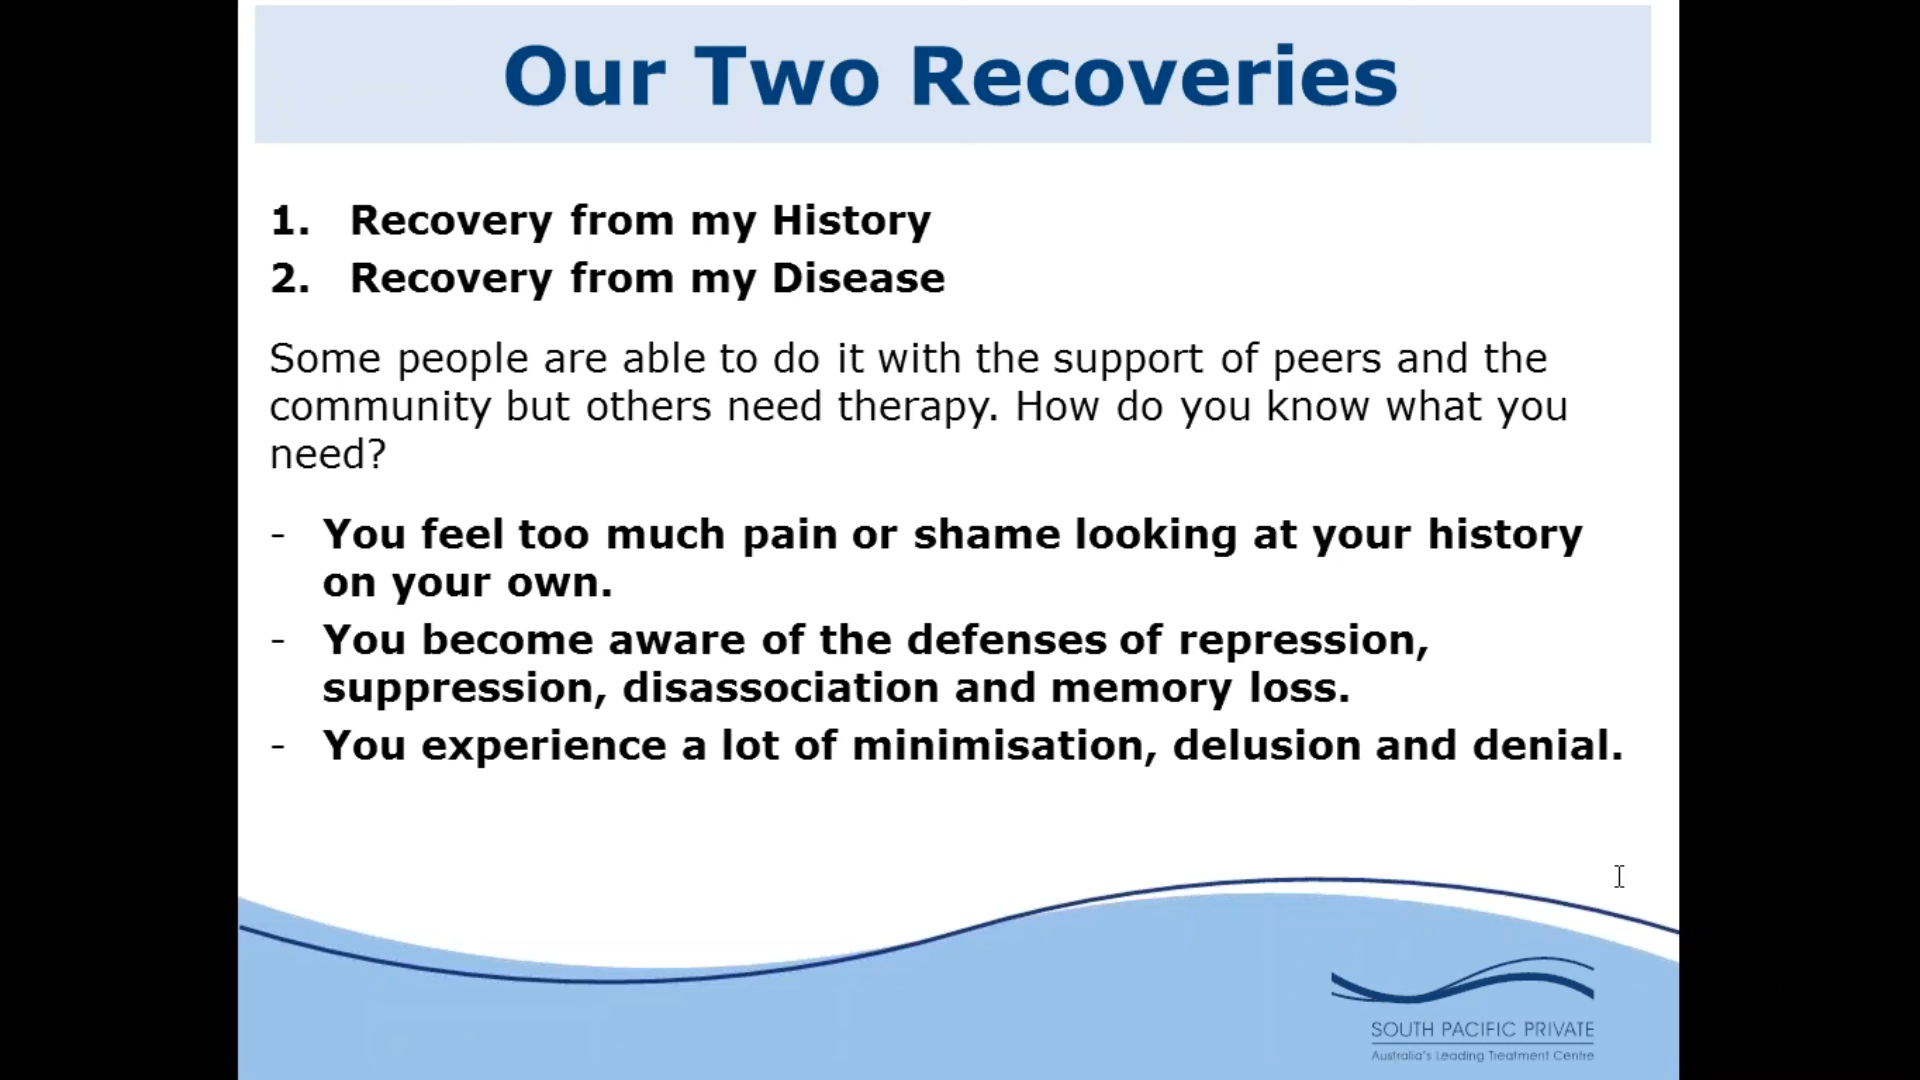 Our Two Recoveries
1. Recovery from my History
2. Recovery from my Disease
Some people are able to do it with the support of peers and the
community but others need therapy. How do you know what you
need?
- You feel too much pain or shame looking at your history
on your own.
- You become aware of the defenses of repression,
suppression, disassociation and memory loss.
- You experience a lot of minimisation, delusion and denial.
SOUTH PACIFIC PRIVATE
Australia's Leading Treatment Centre